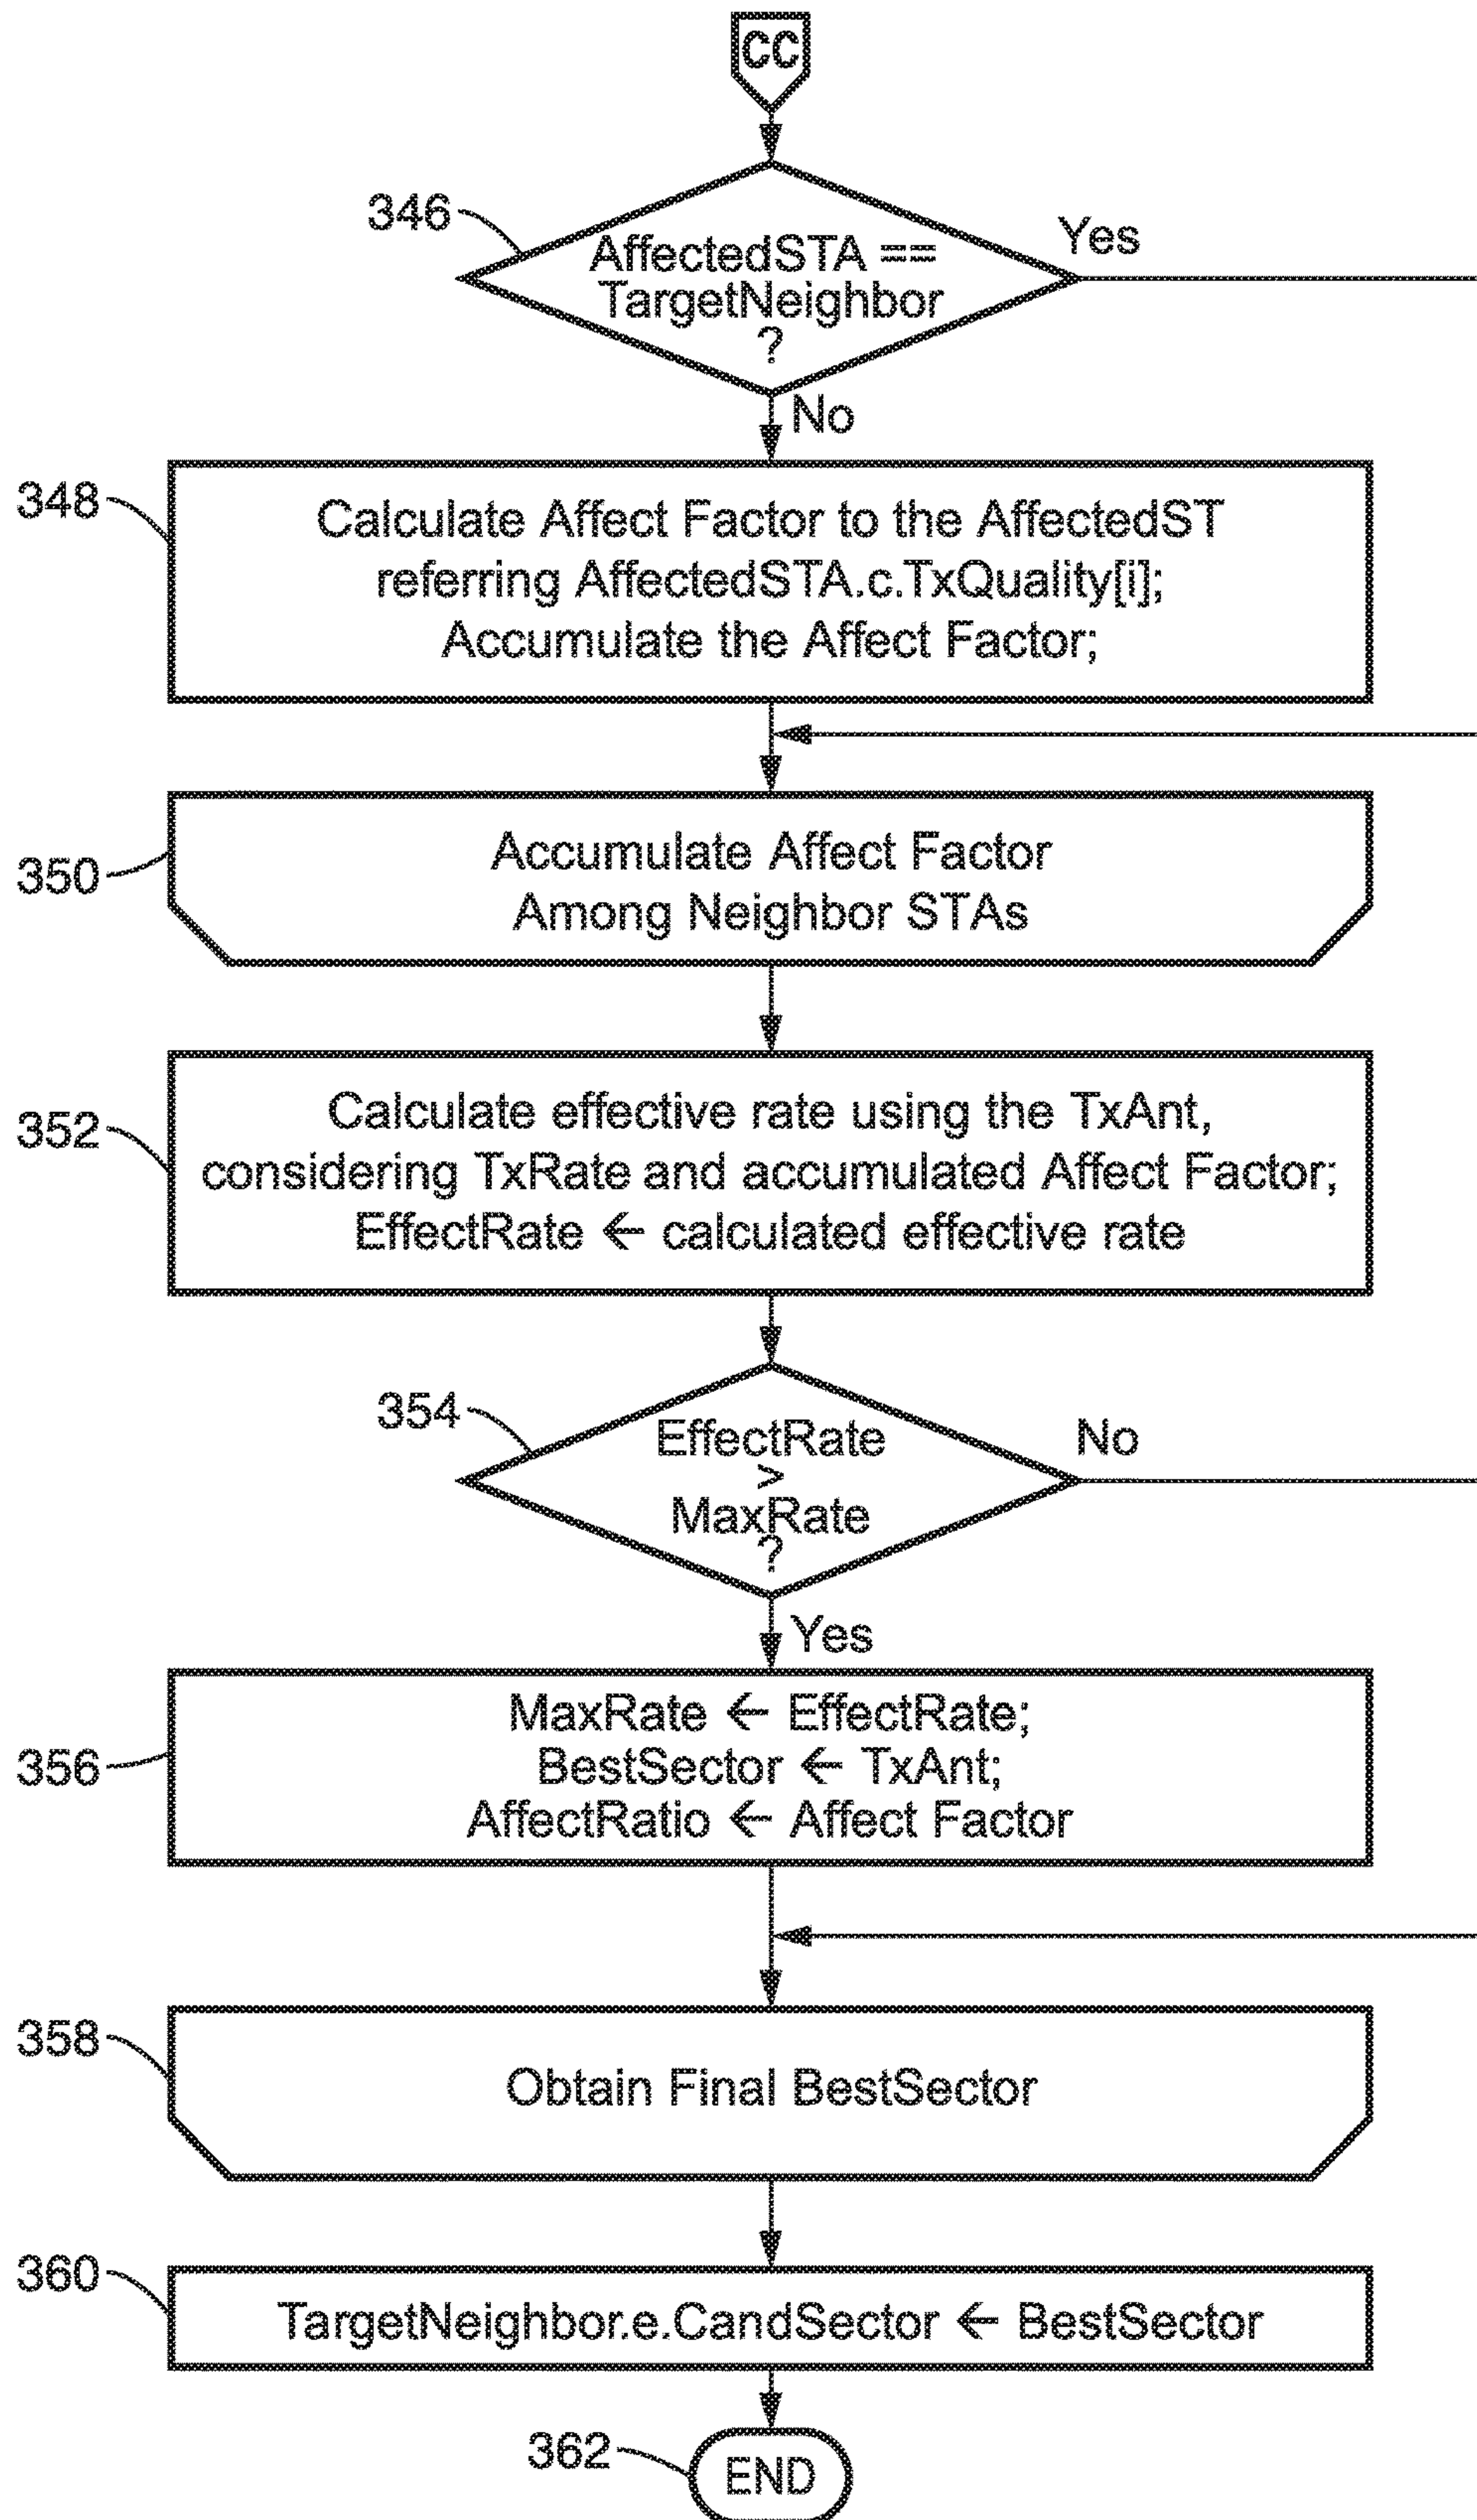 CC
346
AffectedSTA ==
TargetNeighbor
?
Yes
No
348
Calculate Affect Factor to the AffectedST
referring AffectedSTA.c.TxQuality[i];
Accumulate the Affect Factor;
350
Accumulate Affect Factor
Among Neighbor STAs
352
Calculate effective rate using the TxAnt,
considering TxRate and accumulated Affect Factor;
EffectRate ← calculated effective rate
354
EffectRate
>
MaxRate
?
No
Yes
356
MaxRate ← EffectRate;
BestSector ← TxAnt;
AffectRatio ← Affect Factor
358
Obtain Final BestSector
360
TargetNeighbor.e.CandSector ← BestSector
362
END